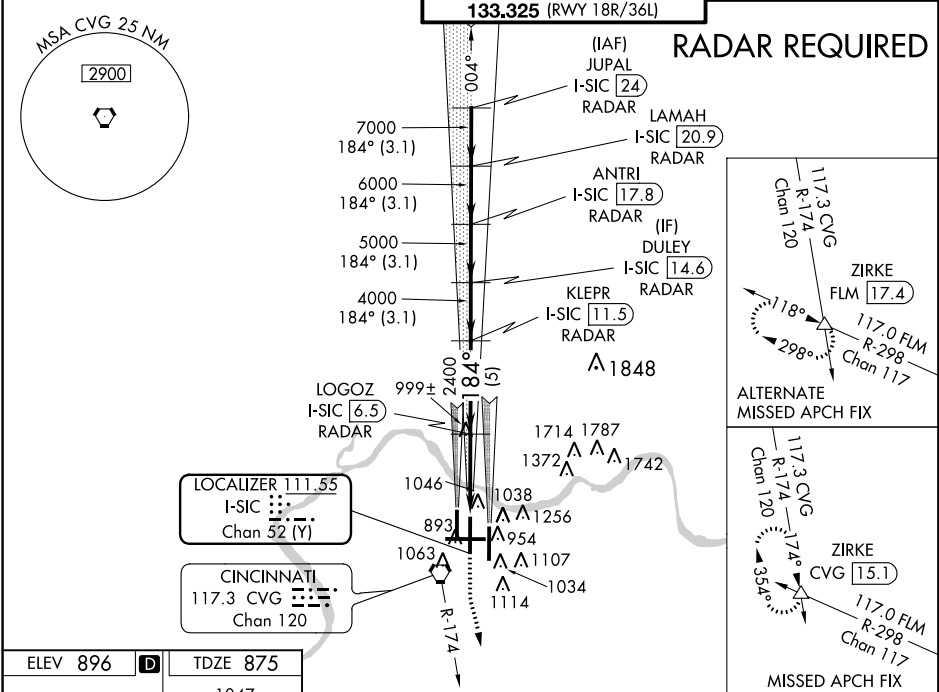 133.325 (RWY 18R/36L)
MSA CVG 25 NM
2900
RADAR REQUIRED
004°
(IAF)
JUPAL
I-SIC 24
RADAR
7000
184° (3.1)
LAMAH
I-SIC 20.9
RADAR
6000
184° (3.1)
ANTRI
I-SIC 17.8
RADAR
5000
184° (3.1)
(IF)
DULEY
I-SIC 14.6
RADAR
4000
184° (3.1)
KLEPR
I-SIC 11.5
RADAR
1848
2400
184°
(5)
LOGOZ
I-SIC 6.5
RADAR
999±
1714
1787
1372
1742
1046
1038
1256
893
954
1063
1107
1034
1114
LOCALIZER 111.55
I-SIC
Chan 52 (Y)
CINCINNATI
117.3 CVG
Chan 120
R-174
117.3 CVG
R-174
Chan 120
ZIRKE
FLM 17.4
118°
298°
117.0 FLM
R-298
Chan 117
ALTERNATE
MISSED APCH FIX
117.3 CVG
R-174
Chan 120
174°
354°
ZIRKE
CVG 15.1
117.0 FLM
R-298
Chan 117
MISSED APCH FIX
ELEV 896 D TDZE 875